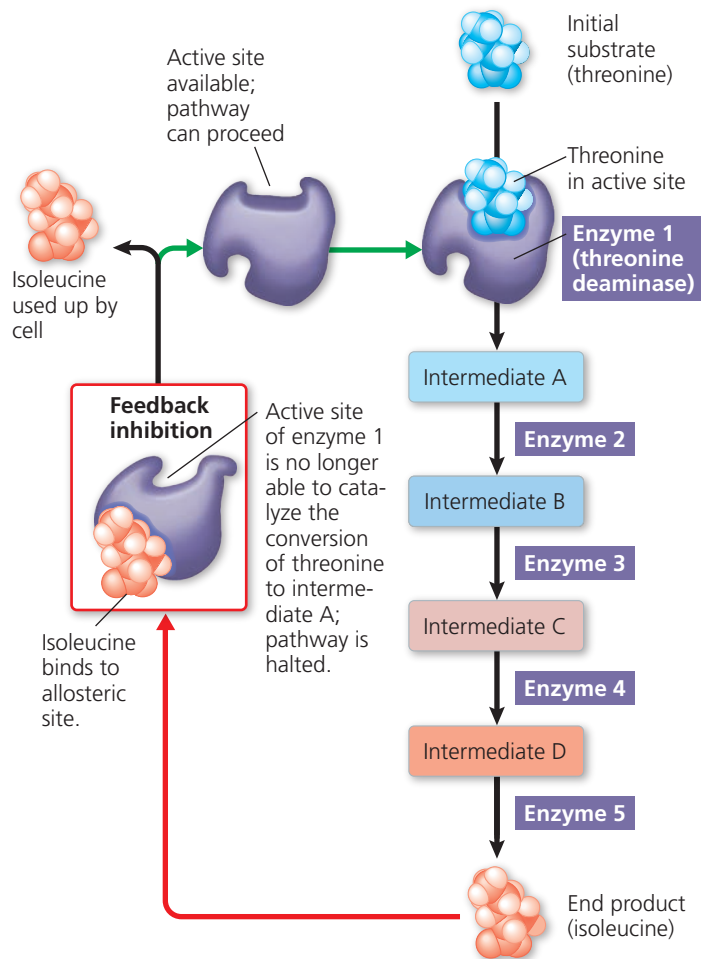 Initial
substrate
(threonine)
Active site
available;
pathway
can proceed
Threonine
in active site
Enzyme 1
(threonine
deaminase)
Isoleucine
used up by
cell
Intermediate A
Feedback
inhibition
Active site
of enzyme 1
is no longer
able to cata-
lyze the
conversion
of threonine
to interme-
diate A;
pathway is
halted.
Enzyme 2
Intermediate B
Enzyme 3
Intermediate C
Isoleucine
binds to
allosteric
site.
Enzyme 4
Intermediate D
Enzyme 5
End product
(isoleucine)